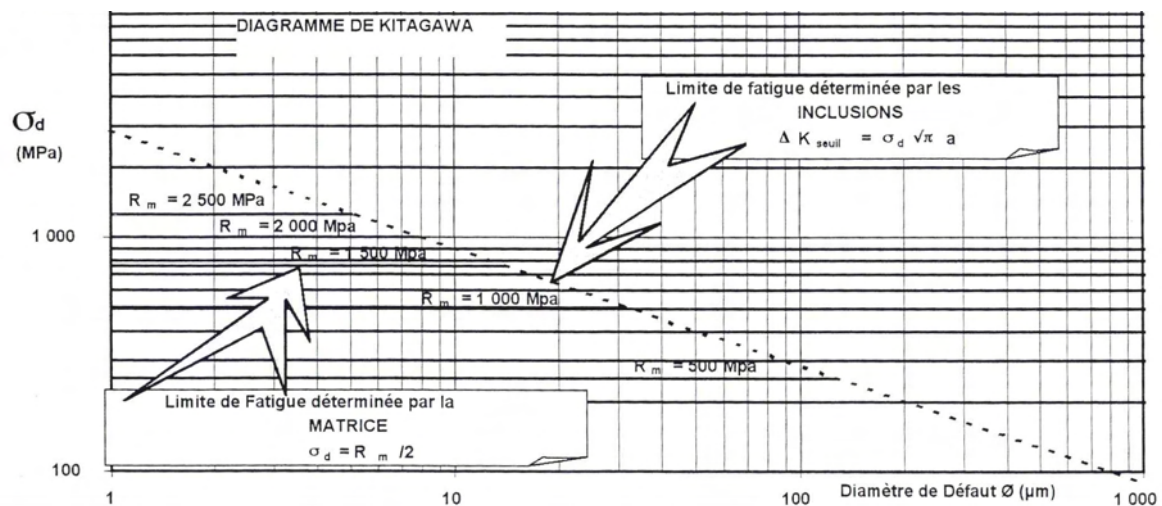 DIAGRAMME DE KITAGAWA
Limite de fatigue déterminée par les
INCLUSIONS
Δ K seuil = σd √π a
σd
(MPa)
R m = 2 500 MPa
R m = 2 000 Mpa
1 000
R m = 1 500 Mpa
R m = 1 000 Mpa
R m = 500 Mpa
Limite de Fatigue déterminée par la
MATRICE
σ d = R m /2
100
1
10
100
Diamètre de Défaut Ø (µm)
1 000